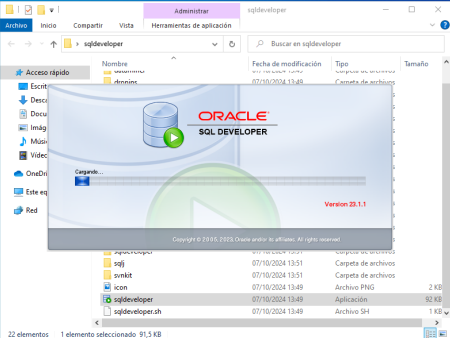 sqldeveloper
Administrar
Archivo Inicio Compartir Vista Herramientas de aplicación
sqldeveloper
Buscar en sqldeveloper
Nombre Fecha de modificación Tipo Tamaño
Acceso rápido
dropins 07/10/2024 13:49 Carpeta de archivos
Escrit
Desca
Docu
Imág
Músi
Vídec
OneDri
Este eq
Red
ORACLE
SQL DEVELOPER
Cargando...
Version 23.1.1
Copyright © 2005, 2023, Oracle and/or its affiliates. All rights reserved
sqldeveloper 07/10/2024 13:51 Carpeta de archivos
sqlj 07/10/2024 13:51 Carpeta de archivos
svnkit 07/10/2024 13:51 Carpeta de archivos
icon 07/10/2024 13:49 Archivo PNG 2 KB
sqldeveloper 07/10/2024 13:49 Aplicación 92 KB
sqldeveloper.sh 07/10/2024 13:49 Archivo SH 1 KB
22 elementos 1 elemento seleccionado 91,5 KB